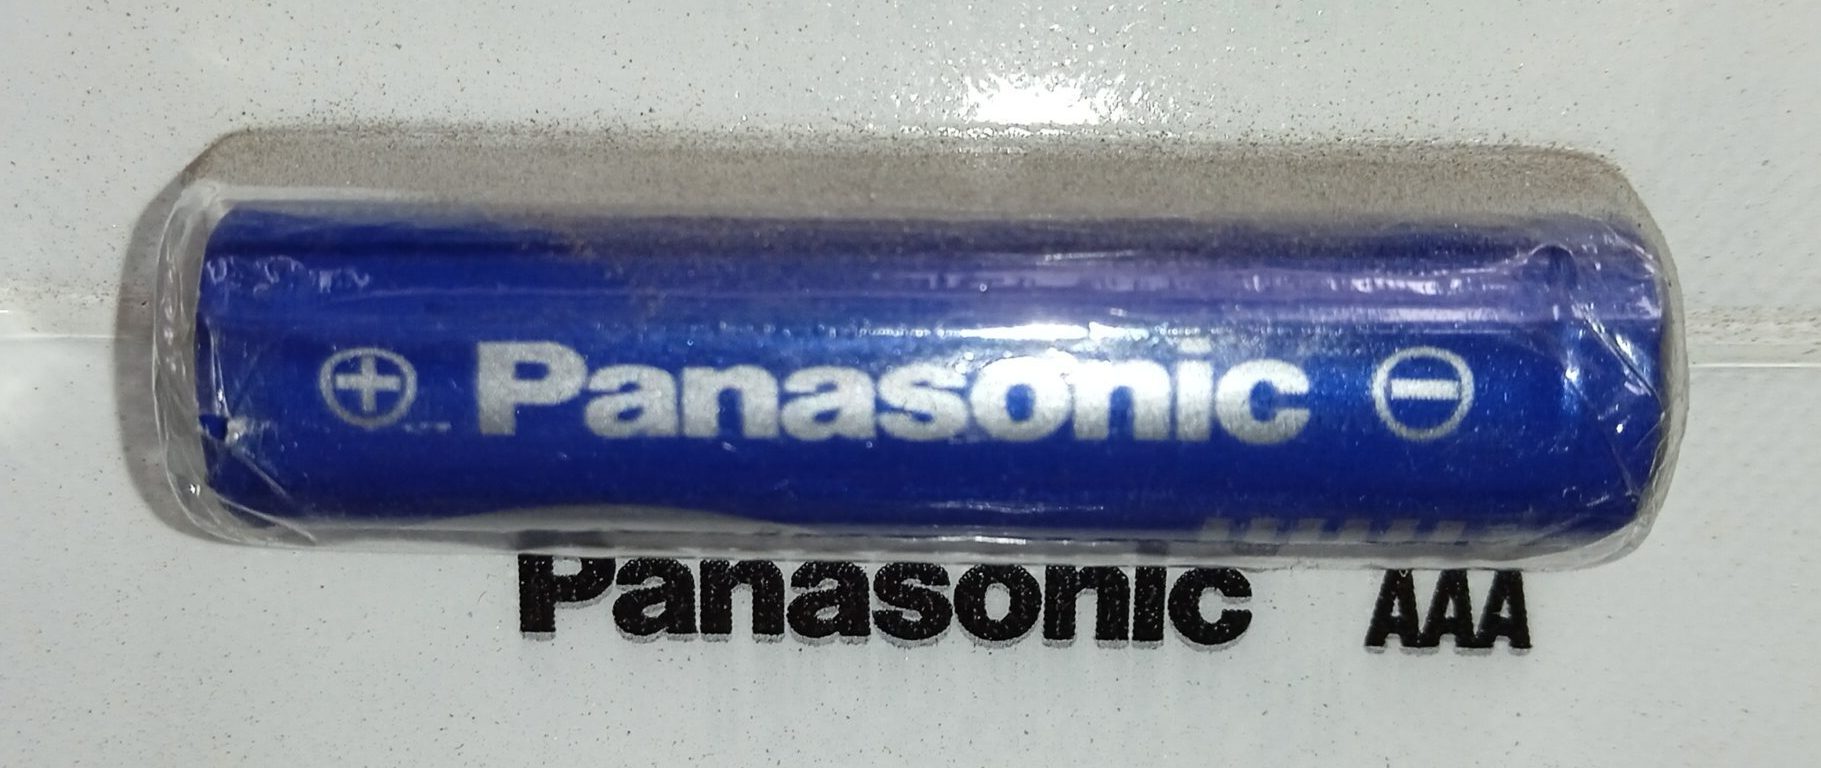 ⊕ Panasonic ⊖
Panasonic AAA